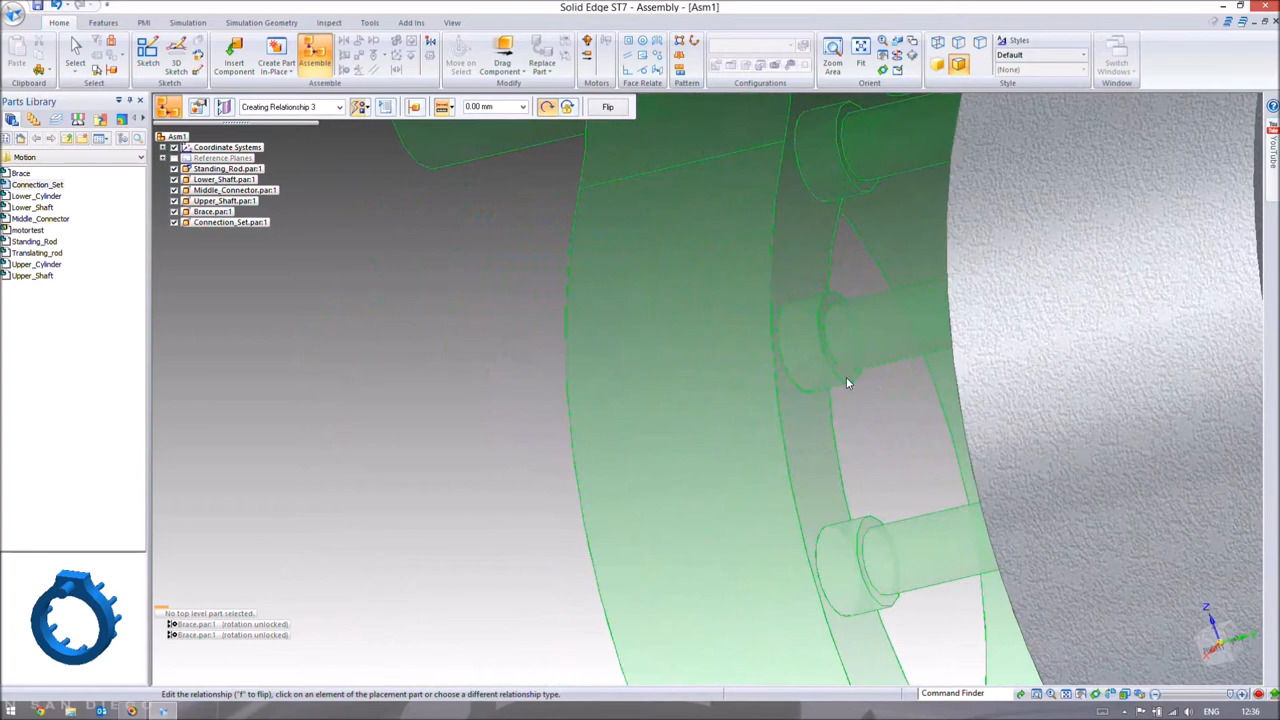 Solid Edge ST7 - Assembly - [Asm1]
Home Features PMI Simulation Simulation Geometry Inspect Tools Add Ins View
Paste Select Sketch 3D Sketch Insert Component Create Part In-Place Assemble Move on Select Drag Component Replace Part Zoom Area Fit Default (None) Switch Windows
Styles
Clipboard Select Sketch Assemble Modify Face Relate Pattern Motors Configurations Orient Style Window
Parts Library
Creating Relationship 3 0.00 mm Flip
Motion
Brace
Connection_Set
Lower_Cylinder
Lower_Shaft
Middle_Connector
motortest
Standing_Rod
Translating_rod
Upper_Cylinder
Upper_Shaft
Asm1
Coordinate Systems
Reference Planes
Standing_Rod.par:1
Lower_Shaft.par:1
Middle_Connector.par:1
Upper_Shaft.par:1
Brace.par:1
Connection_Set.par:1
YouTube
No top level part selected.
Brace.par:1 (rotation unlocked)
Brace.par:1 (rotation unlocked)
Z
Y
X
Edit the relationship ("f" to flip), click on an element of the placement part or choose a different relationship type.
Command Finder
N SAN DIEGO
ENG 12:36